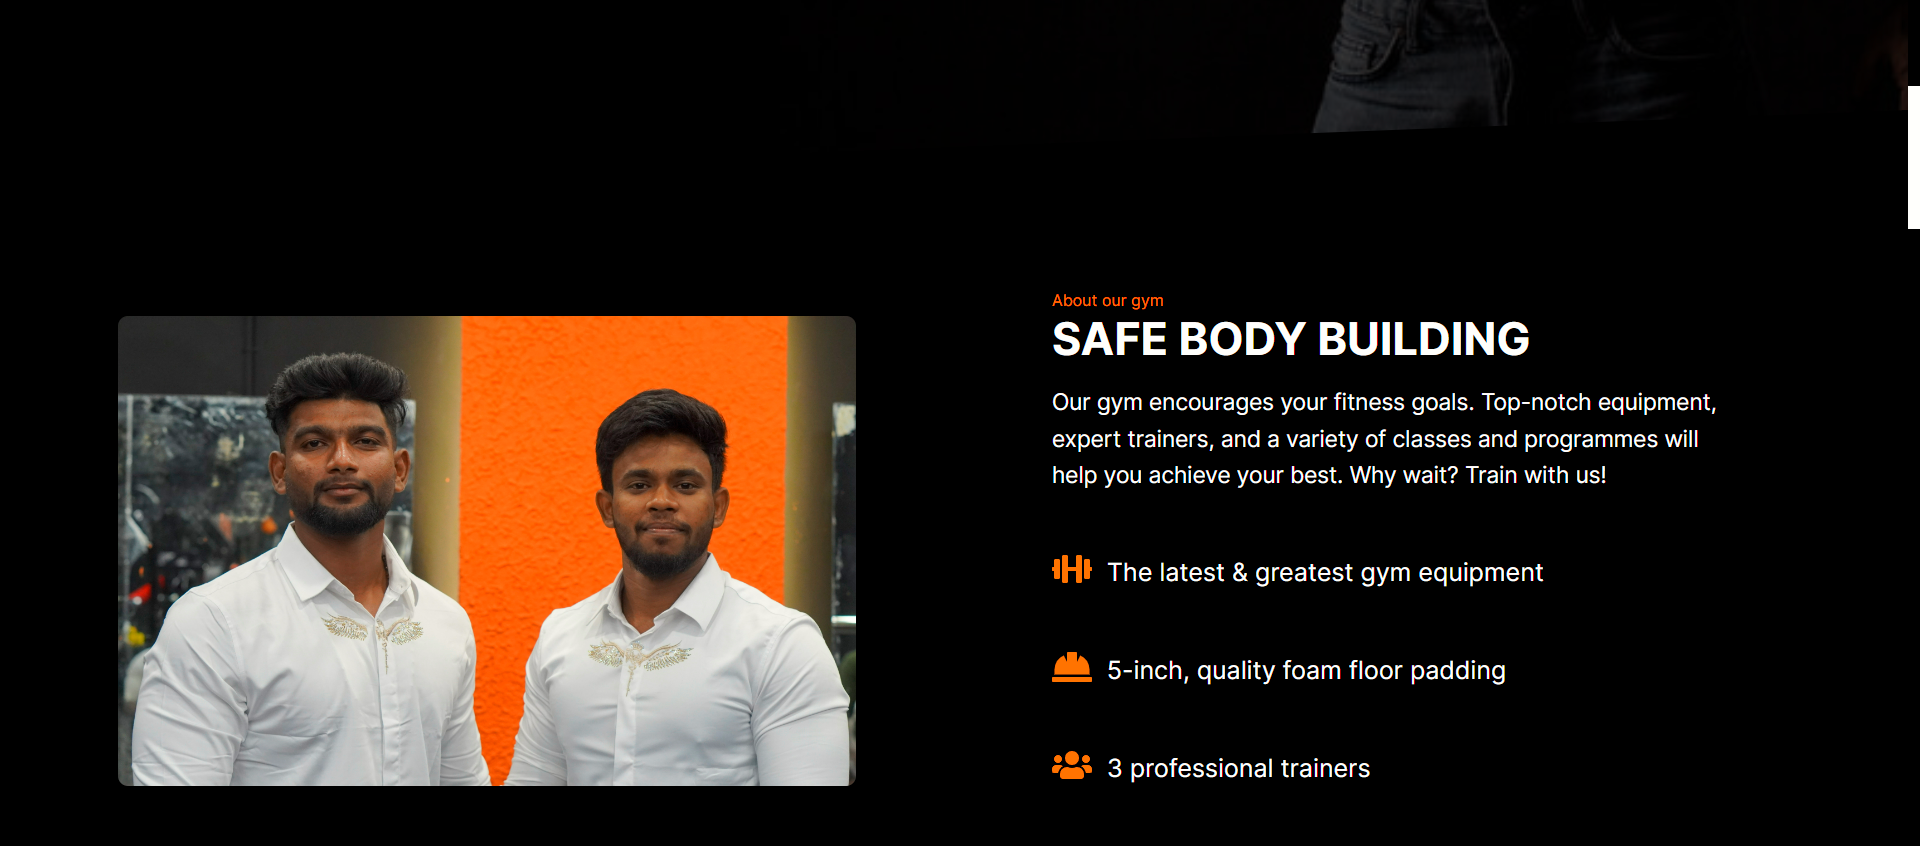 About our gym
SAFE BODY BUILDING
Our gym encourages your fitness goals. Top-notch equipment,
expert trainers, and a variety of classes and programmes will
help you achieve your best. Why wait? Train with us!
The latest & greatest gym equipment
5-inch, quality foam floor padding
3 professional trainers